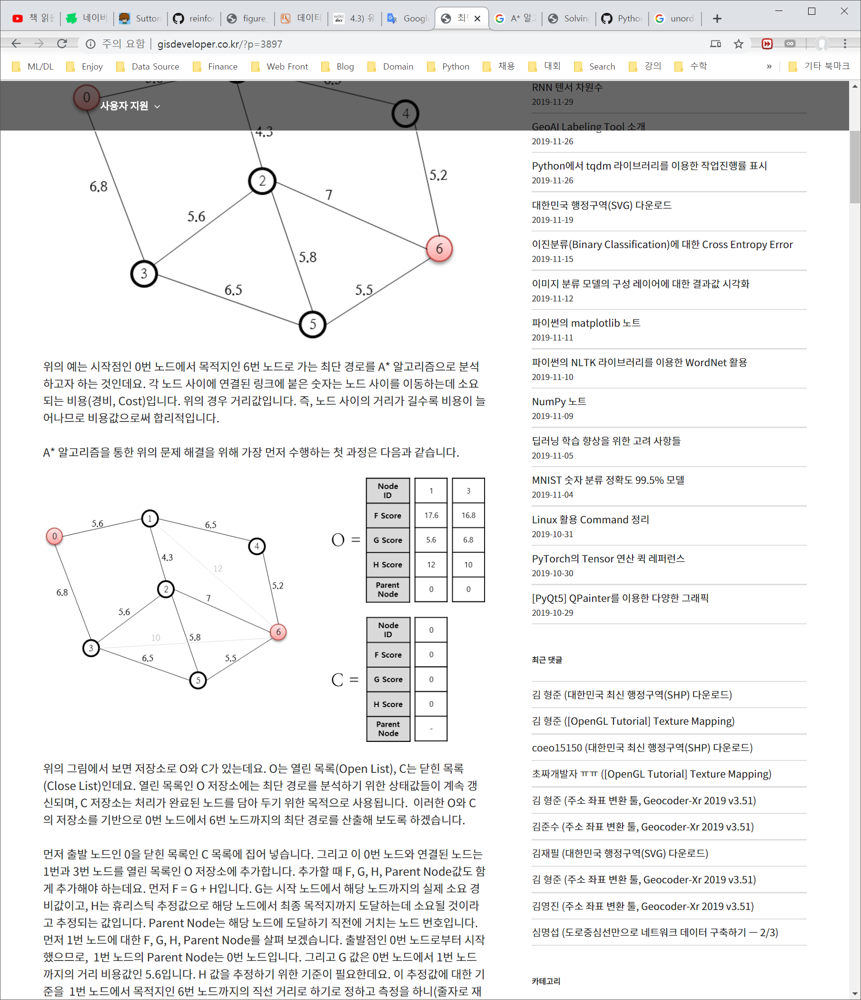 책 읽을
네이버
Sutton
reinfor
figure_
데이터
wiki docs
4.3) 유
Google
최단
A* 알고
Solving
Python
unord
주의 요함 | gisdeveloper.co.kr/?p=3897
ML/DL Enjoy Data Source Finance Web Front Blog Domain Python 채용 대회 Search 강의 수학 » 기타 북마크
사용자 지원
0
4
4.3
6.8
2
5.2
7
5.6
6
5.8
3
6.5
5.5
5
위의 예는 시작점인 0번 노드에서 목적지인 6번 노드로 가는 최단 경로를 A* 알고리즘으로 분석
하고자 하는 것인데요. 각 노드 사이에 연결된 링크에 붙은 숫자는 노드 사이를 이동하는데 소요
되는 비용(경비, Cost)입니다. 위의 경우 거리값입니다. 즉, 노드 사이의 거리가 길수록 비용이 늘
어나므로 비용값으로써 합리적입니다.
A* 알고리즘을 통한 위의 문제 해결을 위해 가장 먼저 수행하는 첫 과정은 다음과 같습니다.
0
5.6
1
6.5
4
4.3
12
6.8
2
7
5.2
5.6
10
5.8
6
3
6.5
5.5
5
O =
Node ID 1 3
F Score 17.6 16.8
G Score 5.6 6.8
H Score 12 10
Parent Node 0 0
C =
Node ID 0
F Score 0
G Score 0
H Score 0
Parent Node -
위의 그림에서 보면 저장소로 O와 C가 있는데요. O는 열린 목록(Open List), C는 닫힌 목록
(Close List)인데요. 열린 목록인 O 저장소에는 최단 경로를 분석하기 위한 상태값들이 계속 갱
신되며, C 저장소는 처리가 완료된 노드를 담아 두기 위한 목적으로 사용됩니다. 이러한 O와 C
의 저장소를 기반으로 0번 노드에서 6번 노드까지의 최단 경로를 산출해 보도록 하겠습니다.
먼저 출발 노드인 0을 닫힌 목록인 C 목록에 집어 넣습니다. 그리고 이 0번 노드와 연결된 노드는
1번과 3번 노드를 열린 목록인 O 저장소에 추가합니다. 추가할 때 F, G, H, Parent Node값도 함
게 추가해야 하는데요. 먼저 F = G + H입니다. G는 시작 노드에서 해당 노드까지의 실제 소요 경
비값이고, H는 휴리스틱 추정값으로 해당 노드에서 최종 목적지까지 도달하는데 소요될 것이라
고 추정되는 값입니다. Parent Node는 해당 노드에 도달하기 직전에 거치는 노드 번호입니다.
먼저 1번 노드에 대한 F, G, H, Parent Node를 살펴 보겠습니다. 출발점인 0번 노드로부터 시작
했으므로, 1번 노드의 Parent Node는 0번 노드입니다. 그리고 G 값은 0번 노드에서 1번 노드
까지의 거리 비용값인 5.6입니다. H 값을 추정하기 위한 기준이 필요한데요. 이 추정값에 대한 기
준을 1번 노드에서 목적지인 6번 노드까지의 직선 거리로 하기로 정하고 측정을 하니(줄자로 재
RNN 텐서 차원수
2019-11-29
GeoAI Labeling Tool 소개
2019-11-26
Python에서 tqdm 라이브러리를 이용한 작업진행률 표시
2019-11-26
대한민국 행정구역(SVG) 다운로드
2019-11-19
이진분류(Binary Classification)에 대한 Cross Entropy Error
2019-11-15
이미지 분류 모델의 구성 레이어에 대한 결과값 시각화
2019-11-12
파이썬의 matplotlib 노트
2019-11-11
파이썬의 NLTK 라이브러리를 이용한 WordNet 활용
2019-11-10
NumPy 노트
2019-11-09
딥러닝 학습 향상을 위한 고려 사항들
2019-11-05
MNIST 숫자 분류 정확도 99.5% 모델
2019-11-04
Linux 활용 Command 정리
2019-10-31
PyTorch의 Tensor 연산 퀵 레퍼런스
2019-10-30
[PyQt5] QPainter를 이용한 다양한 그래픽
2019-10-29
최근 댓글
김 형준 (대한민국 최신 행정구역(SHP) 다운로드)
김 형준 ([OpenGL Tutorial] Texture Mapping)
coeo15150 (대한민국 최신 행정구역(SHP) 다운로드)
초짜개발자 ㅠㅠ ([OpenGL Tutorial] Texture Mapping)
김 형준 (주소 좌표 변환 툴, Geocoder-Xr 2019 v3.51)
김준수 (주소 좌표 변환 툴, Geocoder-Xr 2019 v3.51)
김재필 (대한민국 행정구역(SVG) 다운로드)
김 형준 (주소 좌표 변환 툴, Geocoder-Xr 2019 v3.51)
김영진 (주소 좌표 변환 툴, Geocoder-Xr 2019 v3.51)
심명섭 (도로중심선만으로 네트워크 데이터 구축하기 — 2/3)
카테고리